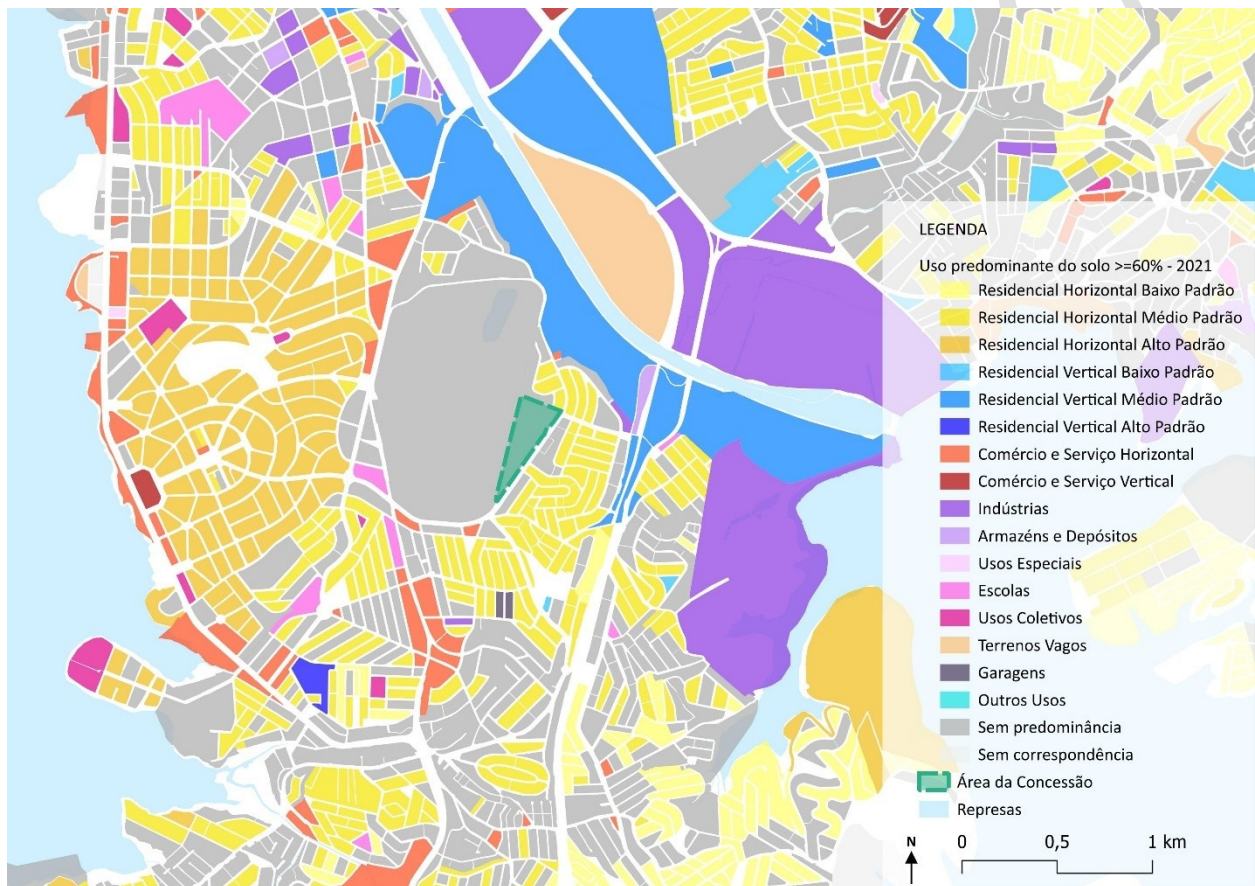 LEGENDA
Uso predominante do solo >=60% - 2021
Residencial Horizontal Baixo Padrão
Residencial Horizontal Médio Padrão
Residencial Horizontal Alto Padrão
Residencial Vertical Baixo Padrão
Residencial Vertical Médio Padrão
Residencial Vertical Alto Padrão
Comércio e Serviço Horizontal
Comércio e Serviço Vertical
Indústrias
Armazéns e Depósitos
Usos Especiais
Escolas
Usos Coletivos
Terrenos Vagos
Garagens
Outros Usos
Sem predominância
Sem correspondência
Área da Concessão
Represas
N 0 0,5 1 km